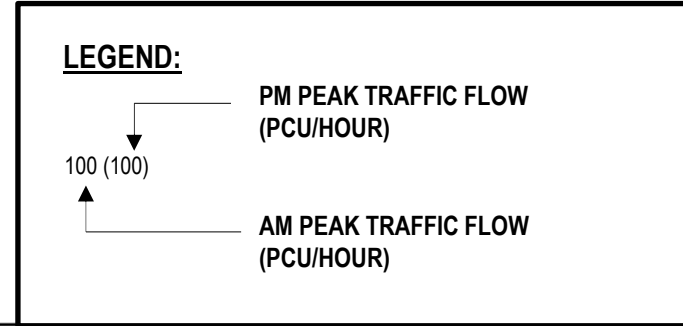 LEGEND:
PM PEAK TRAFFIC FLOW
(PCU/HOUR)
100 (100)
AM PEAK TRAFFIC FLOW
(PCU/HOUR)